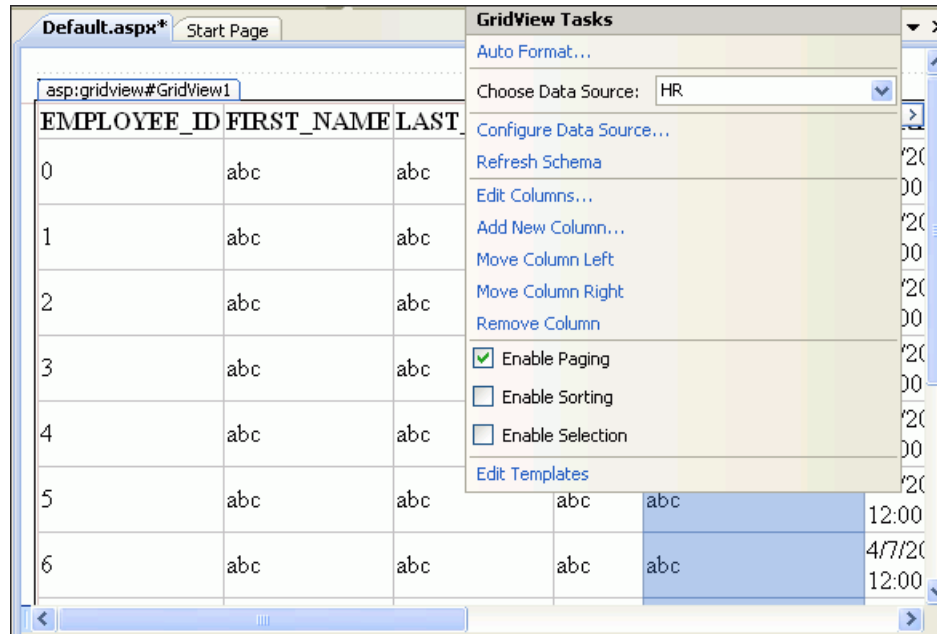 Default.aspx* Start Page
GridView Tasks
Auto Format...
Choose Data Source: HR
Configure Data Source...
Refresh Schema
Edit Columns...
Add New Column...
Move Column Left
Move Column Right
Remove Column
Enable Paging
Enable Sorting
Enable Selection
Edit Templates
asp:gridview#GridView1
EMPLOYEE_ID FIRST_NAME LAST_
0 abc abc
1 abc abc
2 abc abc
3 abc abc
4 abc abc
5 abc abc abc abc
12:00
6 abc abc abc abc 4/7/20
12:00